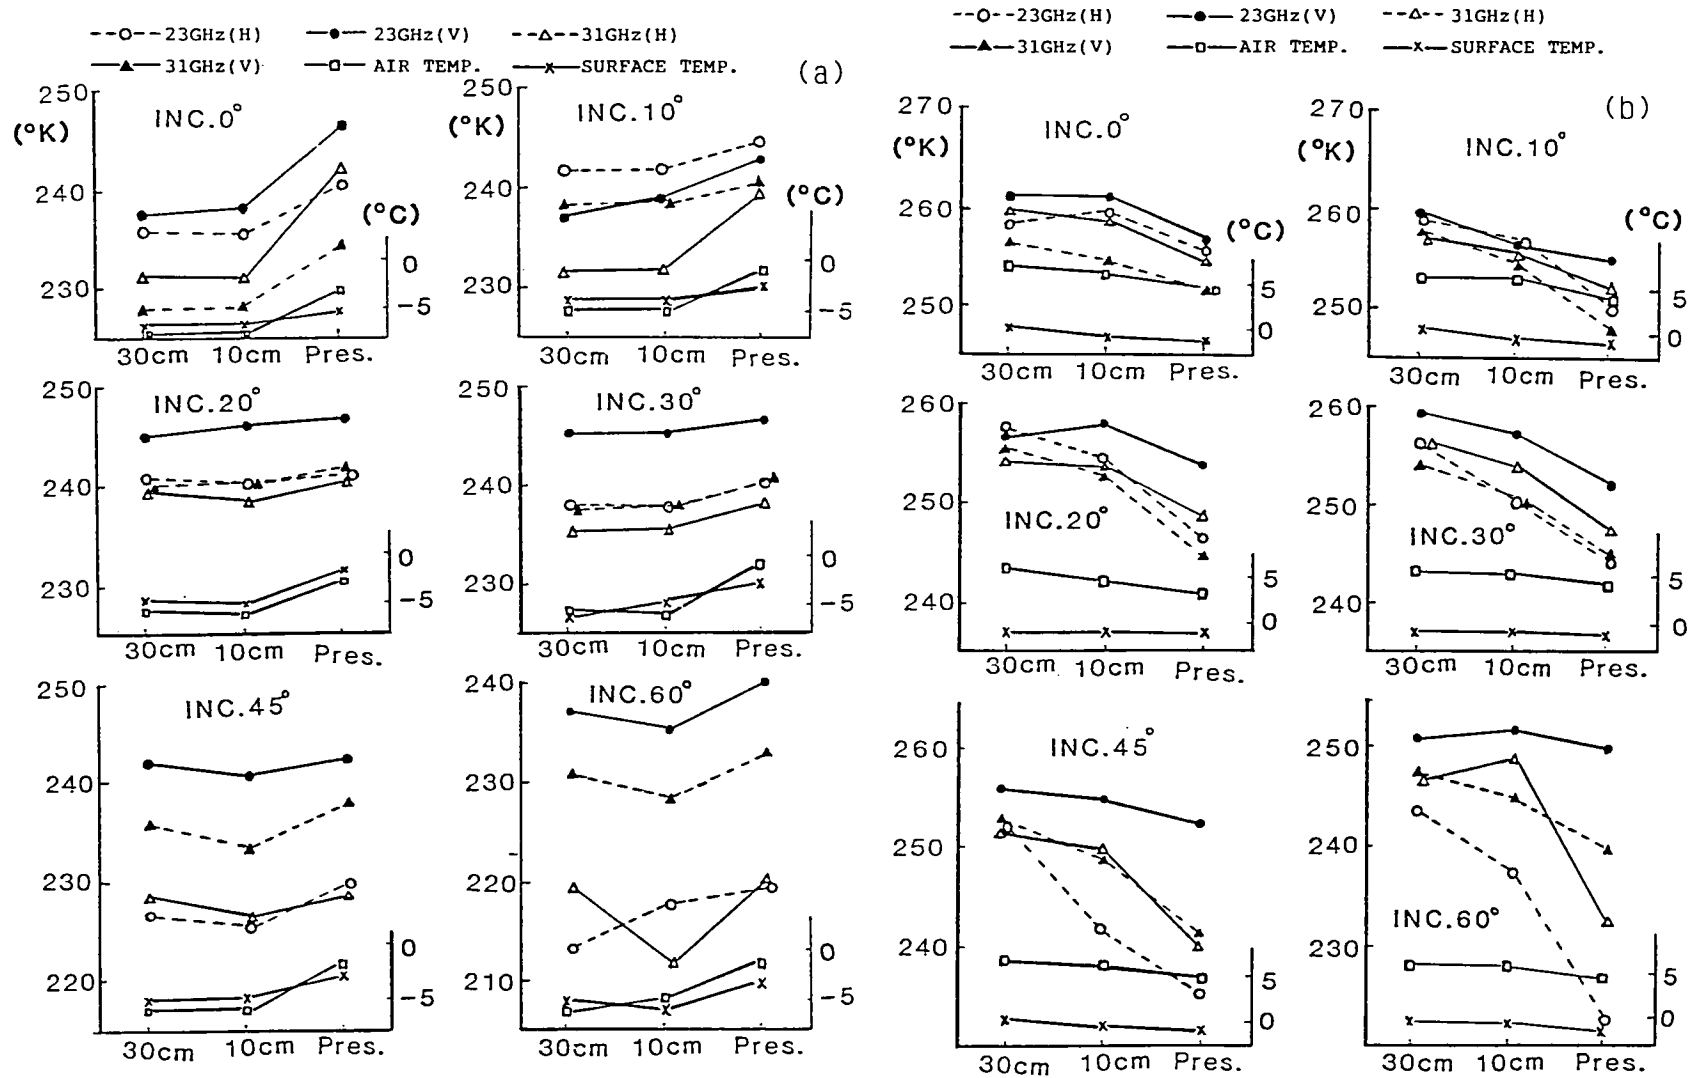 23GHz(H) 23GHz(V) 31GHz(H)
31GHz(V) AIR TEMP. SURFACE TEMP.
(a)
250
(°K)
240
230
INC.0°
(°C)
0
-5
30cm 10cm Pres.
250
(°K)
240
230
INC.10°
(°C)
0
-5
30cm 10cm Pres.
250
240
230
INC.20°
0
-5
30cm 10cm Pres.
250
240
230
INC.30°
0
-5
30cm 10cm Pres.
250
240
230
220
INC.45°
0
-5
30cm 10cm Pres.
240
230
220
210
INC.60°
0
-5
30cm 10cm Pres.
23GHz(H) 23GHz(V) 31GHz(H)
31GHz(V) AIR TEMP. SURFACE TEMP.
(b)
270
(°K)
260
250
INC.0°
(°C)
5
0
30cm 10cm Pres.
270
(°K)
260
250
INC.10°
(°C)
5
0
30cm 10cm Pres.
260
250
240
INC.20°
5
0
30cm 10cm Pres.
260
250
240
INC.30°
5
0
30cm 10cm Pres.
260
250
240
INC.45°
5
0
30cm 10cm Pres.
250
240
230
INC.60°
5
0
30cm 10cm Pres.